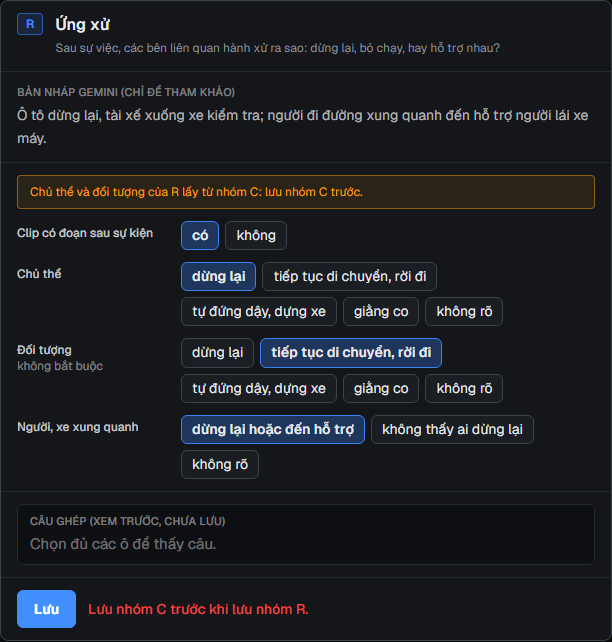 R Ứng xử
Sau sự việc, các bên liên quan hành xử ra sao: dừng lại, bỏ chạy, hay hỗ trợ nhau?
BẢN NHÁP GEMINI (CHỈ ĐỂ THAM KHẢO)
Ô tô dừng lại, tài xế xuống xe kiểm tra; người đi đường xung quanh đến hỗ trợ người lái xe
máy.
Chủ thể và đối tượng của R lấy từ nhóm C: lưu nhóm C trước.
Clip có đoạn sau sự kiện có không
Chủ thể dừng lại tiếp tục di chuyển, rời đi
tự đứng dậy, dựng xe giằng co không rõ
Đối tượng dừng lại tiếp tục di chuyển, rời đi
không bắt buộc
tự đứng dậy, dựng xe giằng co không rõ
Người, xe xung quanh dừng lại hoặc đến hỗ trợ không thấy ai dừng lại
không rõ
CÂU GHÉP (XEM TRƯỚC, CHƯA LƯU)
Chọn đủ các ô để thấy câu.
Lưu Lưu nhóm C trước khi lưu nhóm R.